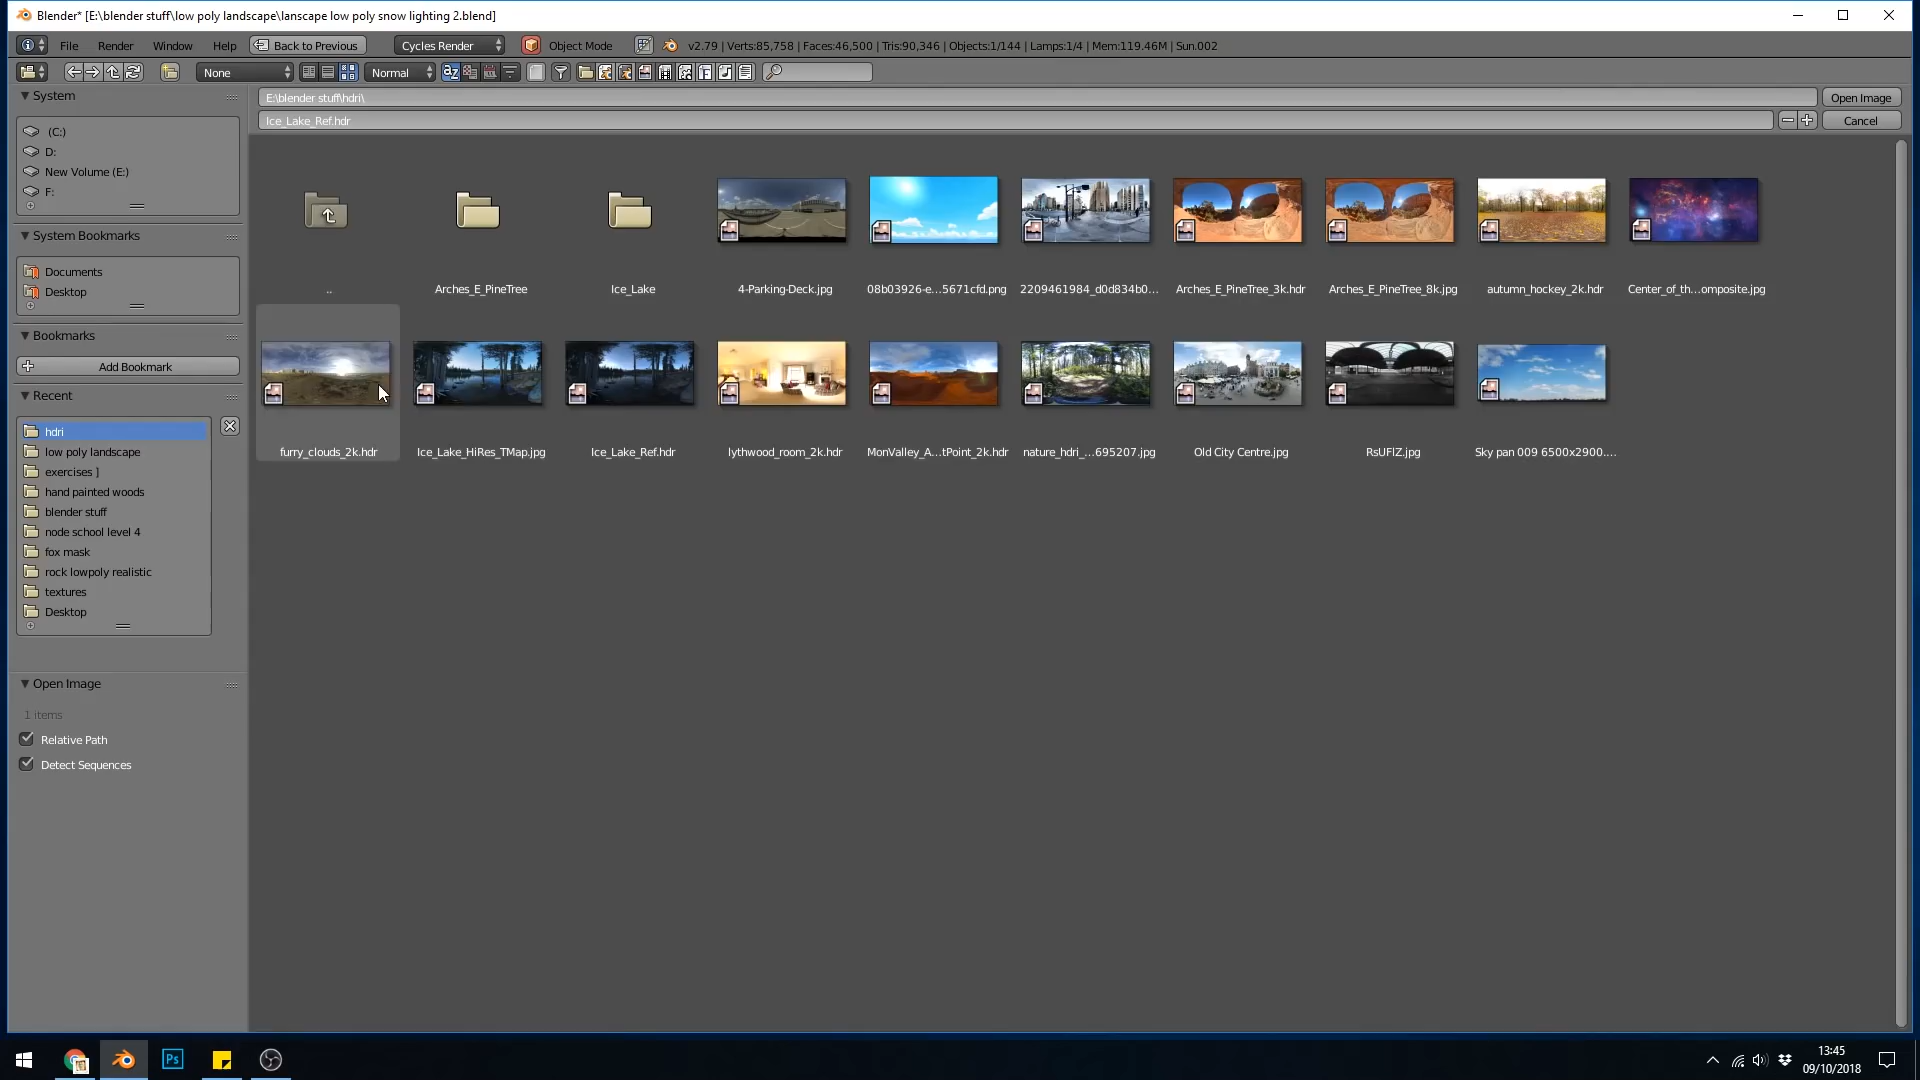 Blender* [E:\blender stuff\low poly landscape\lanscape low poly snow lighting 2.blend]
File Render Window Help Back to Previous Cycles Render Object Mode v2.79 | Verts:85,758 | Faces:46,500 | Tris:90,346 | Objects:1/144 | Lamps:1/4 | Mem:119.46M | Sun.002
None Normal
System
(C:)
D:
New Volume (E:)
F:
System Bookmarks
Documents
Desktop
Bookmarks
Add Bookmark
Recent
hdri
low poly landscape
exercises ]
hand painted woods
blender stuff
node school level 4
fox mask
rock lowpoly realistic
textures
Desktop
Open Image
1 items
Relative Path
Detect Sequences
E:\blender stuff\hdri\
Open Image
Ice_Lake_Ref.hdr
Cancel
.. Arches_E_PineTree Ice_Lake 4-Parking-Deck.jpg 08b03926-e...5671cfd.png 2209461984_d0d834b0... Arches_E_PineTree_3k.hdr Arches_E_PineTree_8k.jpg autumn_hockey_2k.hdr Center_of_th...omposite.jpg
furry_clouds_2k.hdr Ice_Lake_HiRes_TMap.jpg Ice_Lake_Ref.hdr lythwood_room_2k.hdr MonValley_A...tPoint_2k.hdr nature_hdri_...695207.jpg Old City Centre.jpg RsUFlZ.jpg Sky pan 009 6500x2900....
Ps
13:45
09/10/2018